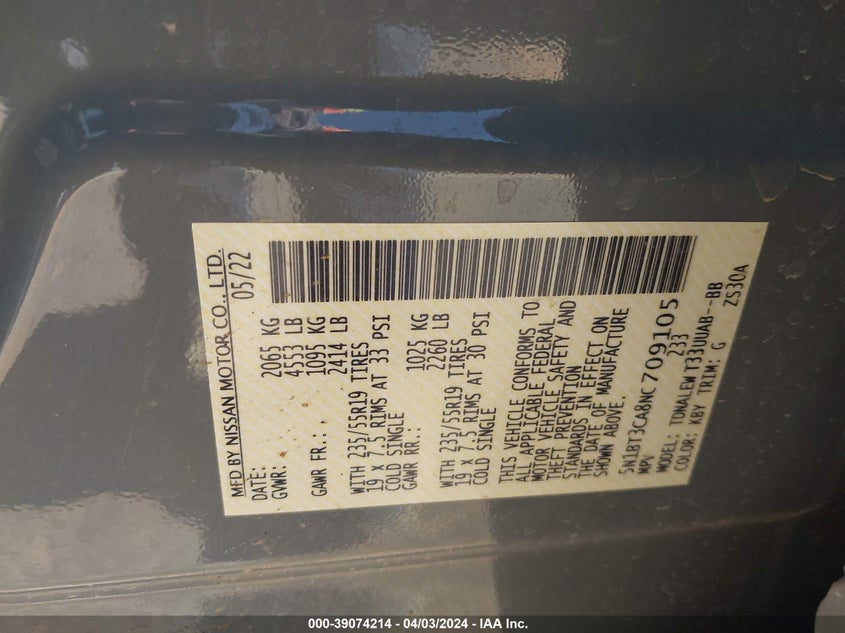 MFD BY NISSAN MOTOR CO., LTD.
DATE: 05/22
GVWR: 2065 KG
4553 LB
GAWR FR.: 1095 KG
2414 LB
WITH 235/55R19 TIRES
19 X 7.5 RIMS AT 33 PSI
COLD SINGLE
GAWR RR.: 1025 KG
2260 LB
WITH 235/55R19 TIRES
19 X 7.5 RIMS AT 30 PSI
COLD SINGLE
THIS VEHICLE CONFORMS TO
ALL APPLICABLE FEDERAL
MOTOR VEHICLE SAFETY AND
THEFT PREVENTION
STANDARDS IN EFFECT ON
THE DATE OF MANUFACTURE
SHOWN ABOVE.
5N1BT3CA8NC709105
MPV 233
MODEL: TDNALEW T33UUAB--BB
COLOR: KBY TRIM: G ZS30A
000-39074214 - 04/03/2024 - IAA Inc.